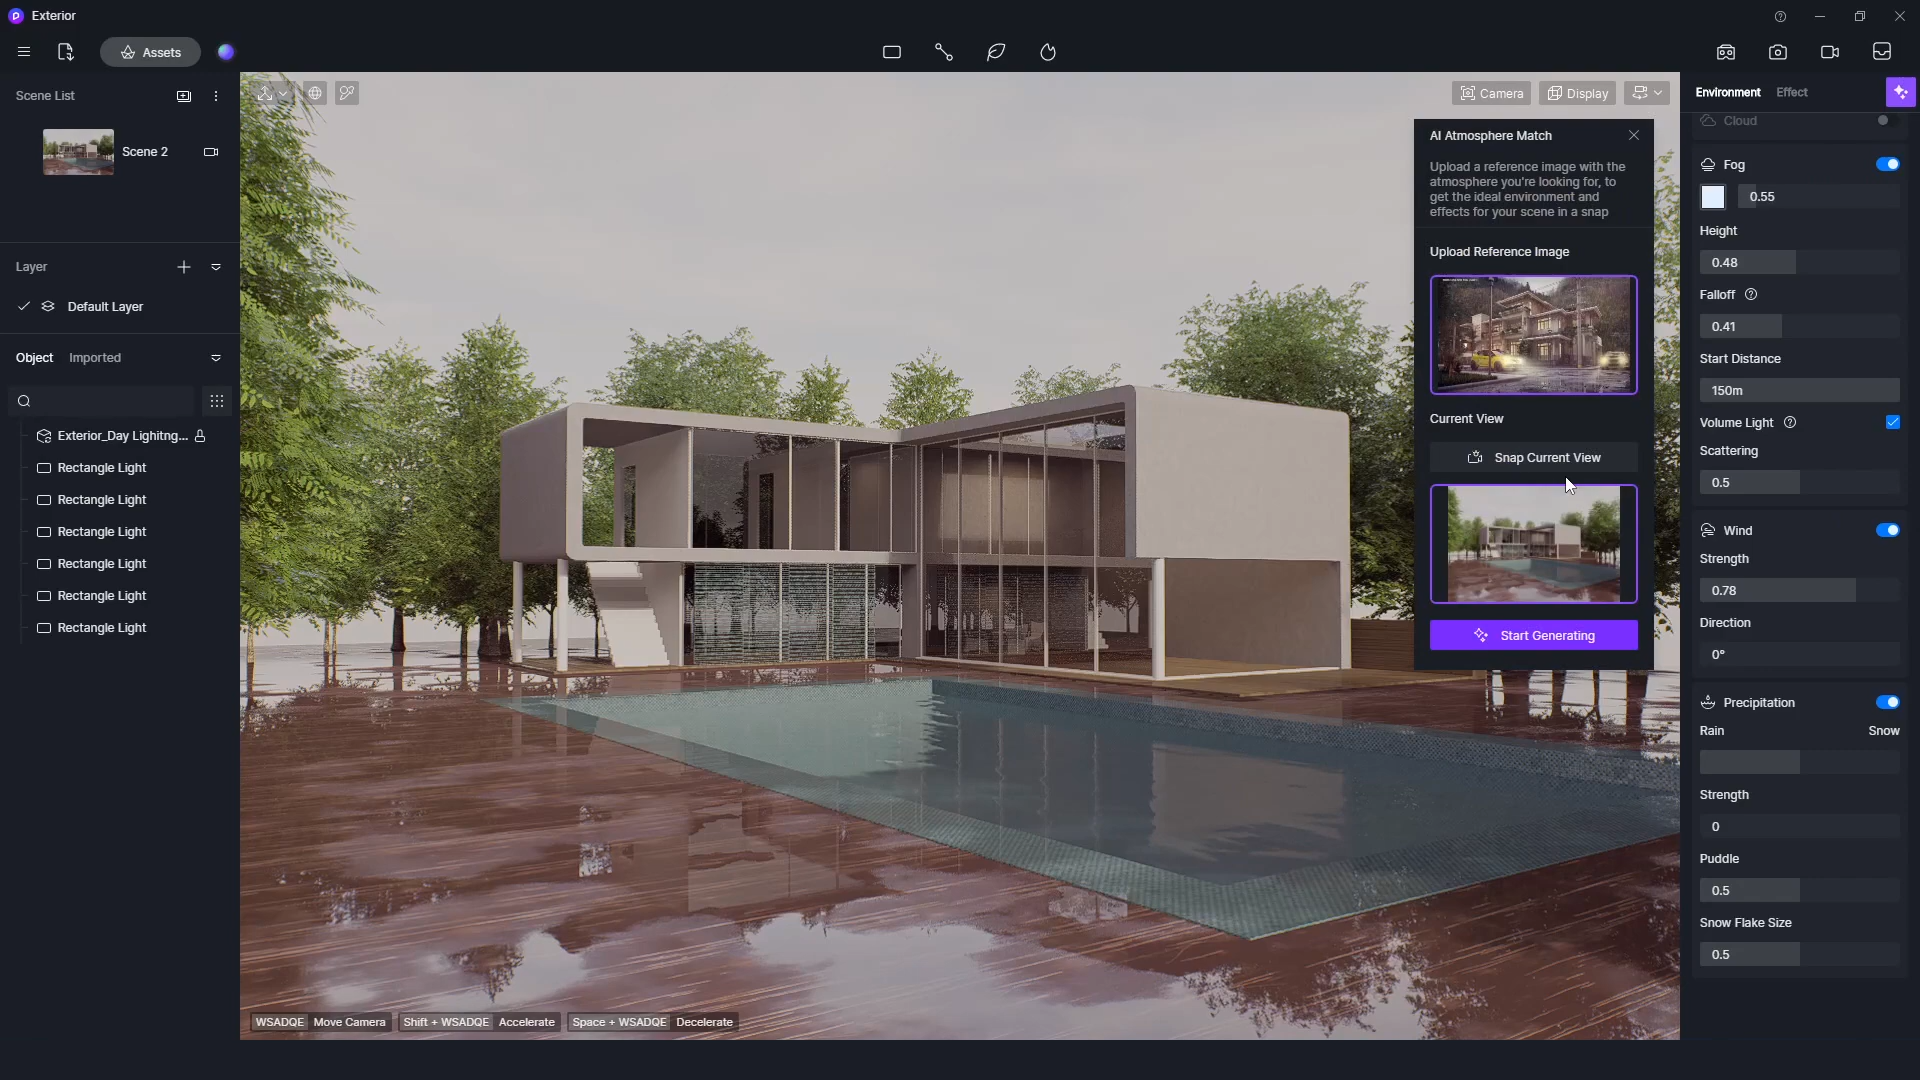 Exterior
Assets
Scene List
Scene 2
Layer
Default Layer
Object Imported
Exterior_Day Lighitng...
Rectangle Light
Rectangle Light
Rectangle Light
Rectangle Light
Rectangle Light
Rectangle Light
Camera
Display
AI Atmosphere Match
Upload a reference image with the
atmosphere you're looking for, to
get the ideal environment and
effects for your scene in a snap
Upload Reference Image
Current View
Snap Current View
Start Generating
WSADQE Move Camera
Shift + WSADQE Accelerate
Space + WSADQE Decelerate
Environment Effect
Cloud
Fog
0.55
Height
0.48
Falloff
0.41
Start Distance
150m
Volume Light
Scattering
0.5
Wind
Strength
0.78
Direction
0°
Precipitation
Rain Snow
Strength
0
Puddle
0.5
Snow Flake Size
0.5